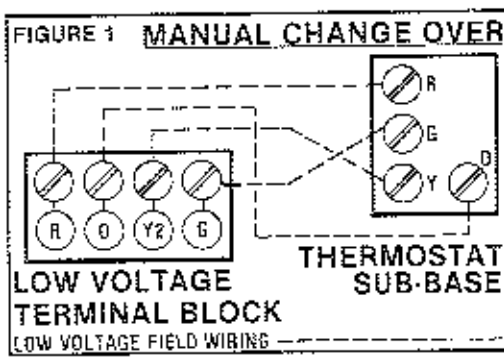 FIGURE 1 MANUAL CHANGE OVER
R
G
Y O
R O Y2 G
THERMOSTAT
SUB-BASE
LOW VOLTAGE
TERMINAL BLOCK
LOW VOLTAGE FIELD WIRING